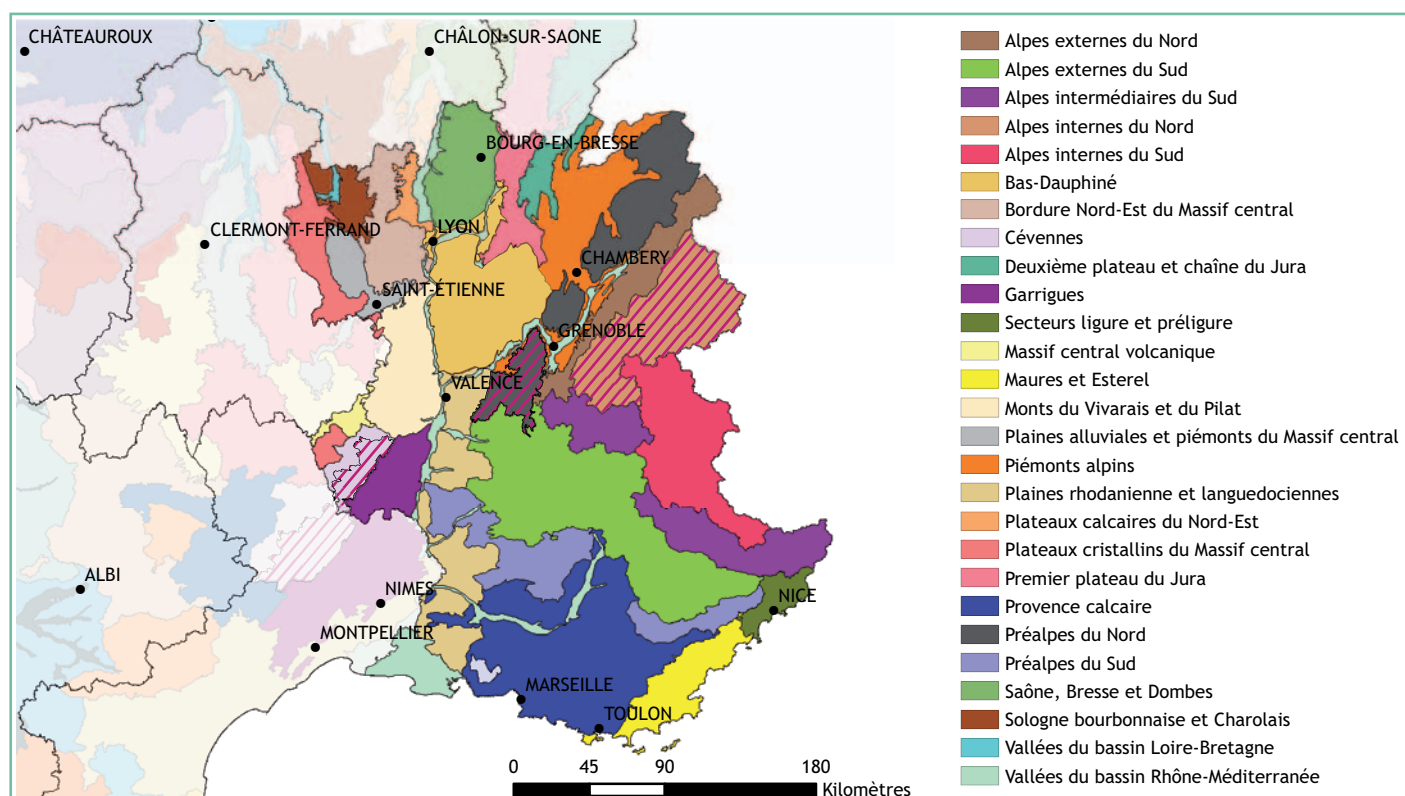 CHÂTEAUROUX
CHÂLON-SUR-SAONE
BOURG-EN-BRESSE
CLERMONT-FERRAND
LYON
CHAMBERY
SAINT-ÉTIENNE
GRENOBLE
VALENCE
ALBI
NIMES
NICE
MONTPELLIER
MARSEILLE
TOULON
0 45 90 180
Kilomètres
Alpes externes du Nord
Alpes externes du Sud
Alpes intermédiaires du Sud
Alpes internes du Nord
Alpes internes du Sud
Bas-Dauphiné
Bordure Nord-Est du Massif central
Cévennes
Deuxième plateau et chaîne du Jura
Garrigues
Secteurs ligure et préligure
Massif central volcanique
Maures et Esterel
Monts du Vivarais et du Pilat
Plaines alluviales et piémonts du Massif central
Piémonts alpins
Plaines rhodanienne et languedociennes
Plateaux calcaires du Nord-Est
Plateaux cristallins du Massif central
Premier plateau du Jura
Provence calcaire
Préalpes du Nord
Préalpes du Sud
Saône, Bresse et Dombes
Sologne bourbonnaise et Charolais
Vallées du bassin Loire-Bretagne
Vallées du bassin Rhône-Méditerranée